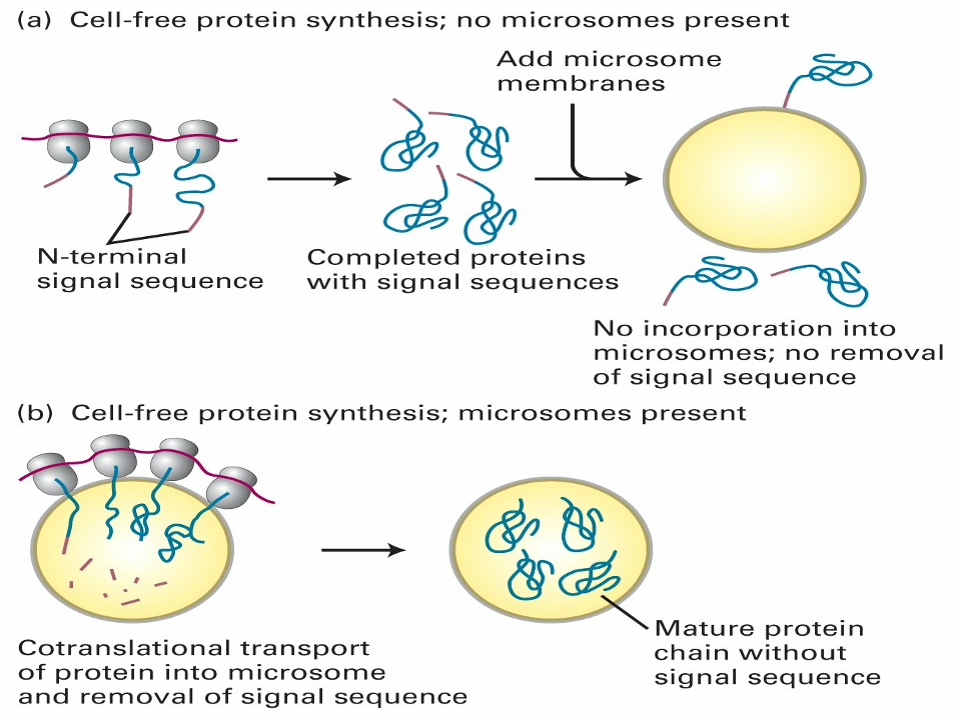 (a) Cell-free protein synthesis; no microsomes present
Add microsome
membranes
N-terminal
signal sequence
Completed proteins
with signal sequences
No incorporation into
microsomes; no removal
of signal sequence
(b) Cell-free protein synthesis; microsomes present
Cotranslational transport
of protein into microsome
and removal of signal sequence
Mature protein
chain without
signal sequence